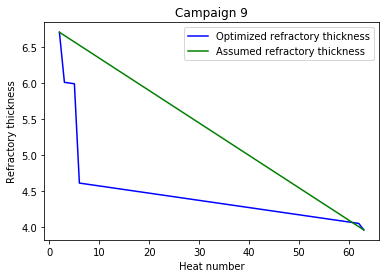 Campaign 9
Optimized refractory thickness
Assumed refractory thickness
Refractory thickness
6.5
6.0
5.5
5.0
4.5
4.0
0 10 20 30 40 50 60
Heat number